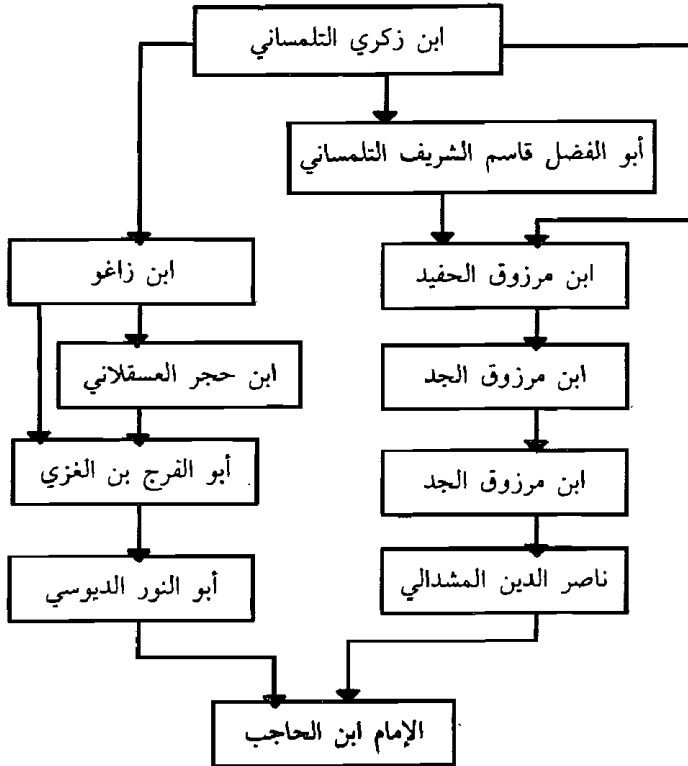 ابن زكري التلمساني
أبو الفضل قاسم الشريف التلمساني
ابن زاغو
ابن مرزوق الحفيد
ابن حجر العسقلاني
ابن مرزوق الجد
أبو الفرج بن الغزي
ابن مرزوق الجد
أبو النور الديوسي
ناصر الدين المشدالي
الإمام ابن الحاجب